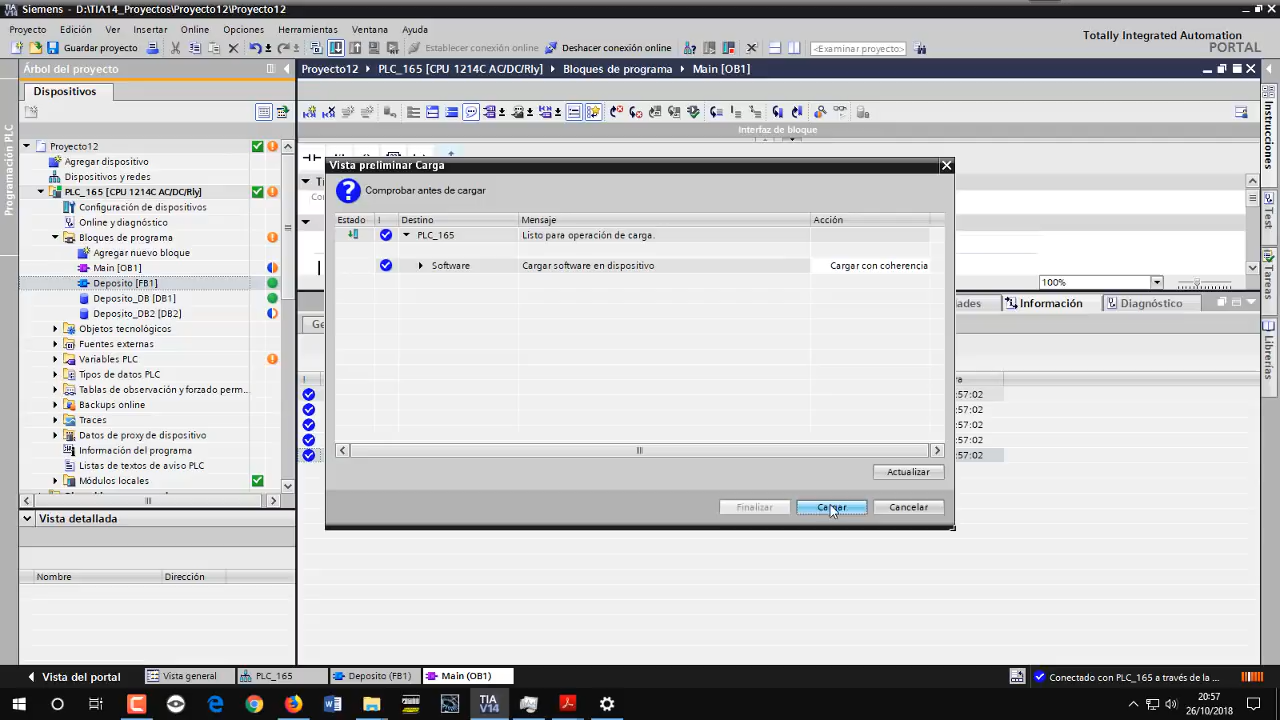 Siemens - D:\TIA14_Proyectos\Proyecto12\Proyecto12
Proyecto Edición Ver Insertar Online Opciones Herramientas Ventana Ayuda
Totally Integrated Automation
PORTAL
Guardar proyecto Establecer conexión online Deshacer conexión online <Examinar proyecto>
Árbol del proyecto
Proyecto12 PLC_165 [CPU 1214C AC/DC/Rly] Bloques de programa Main [OB1]
Dispositivos
Programación PLC
Interfaz de bloque
Proyecto12
Agregar dispositivo
Dispositivos y redes
PLC_165 [CPU 1214C AC/DC/Rly]
Configuración de dispositivos
Online y diagnóstico
Bloques de programa
Agregar nuevo bloque
Main [OB1]
Deposito [FB1]
Deposito_DB [DB1]
Deposito_DB2 [DB2]
Objetos tecnológicos
Fuentes externas
Variables PLC
Tipos de datos PLC
Tablas de observación y forzado perm...
Backups online
Traces
Datos de proxy de dispositivo
Información del programa
Listas de textos de aviso PLC
Módulos locales
Vista detallada
Nombre Dirección
Vista preliminar Carga
Comprobar antes de cargar
Estado I Destino Mensaje Acción
PLC_165 Listo para operación de carga.
Software Cargar software en dispositivo Cargar con coherencia
Actualizar
Finalizar Cargar Cancelar
100%
Información Diagnóstico
:57:02
:57:02
:57:02
:57:02
:57:02
Instrucciones
Test
Tareas
Librerías
Vista del portal Vista general PLC_165 Deposito (FB1) Main (OB1) Conectado con PLC_165 a través de la ...
TIA
V14
20:57
26/10/2018